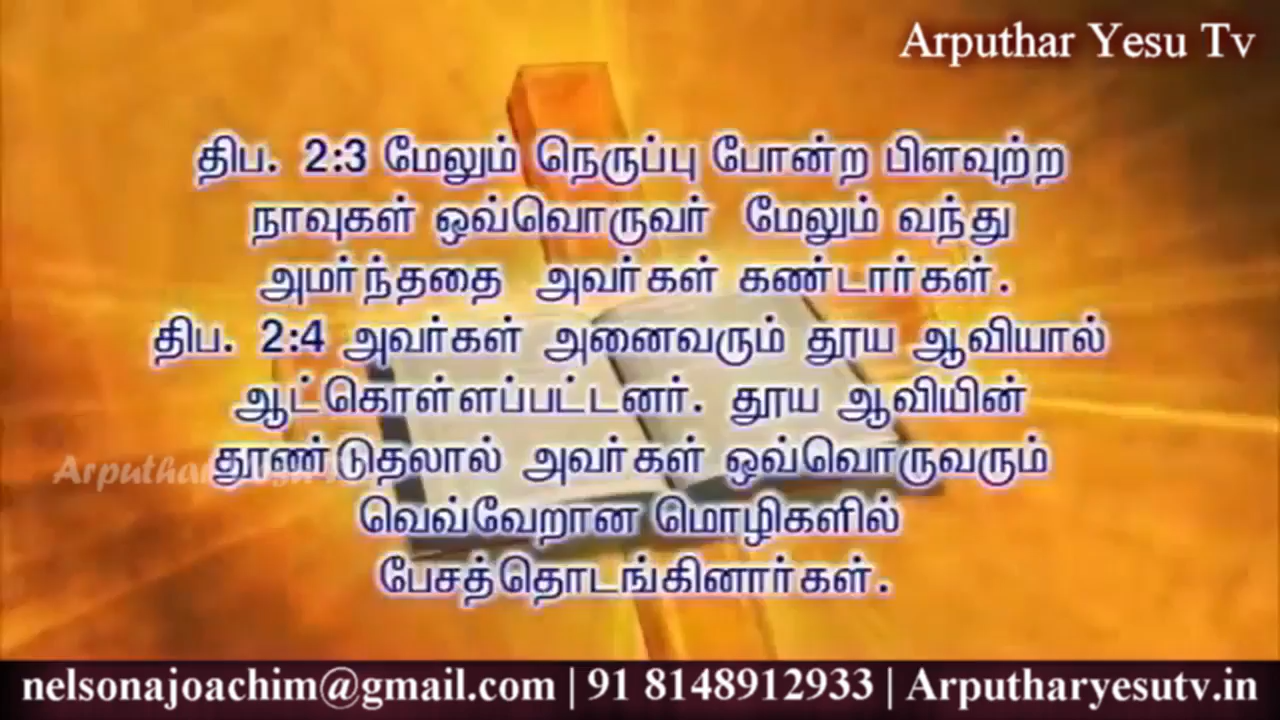 Arputhar Yesu Tv
திப. 2:3 மேலும் நெருப்பு போன்ற பிளவுற்ற
நாவுகள் ஒவ்வொருவர் மேலும் வந்து
அமர்ந்ததை அவர்கள் கண்டார்கள்.
திப. 2:4 அவர்கள் அனைவரும் தூய ஆவியால்
ஆட்கொள்ளப்பட்டனர். தூய ஆவியின்
Arputhar
தூண்டுதலால் அவர்கள் ஒவ்வொருவரும்
வெவ்வேறான மொழிகளில்
பேசத்தொடங்கினார்கள்.
nelsonajoachim@gmail.com | 91 8148912933 | Arputharyesutv.in